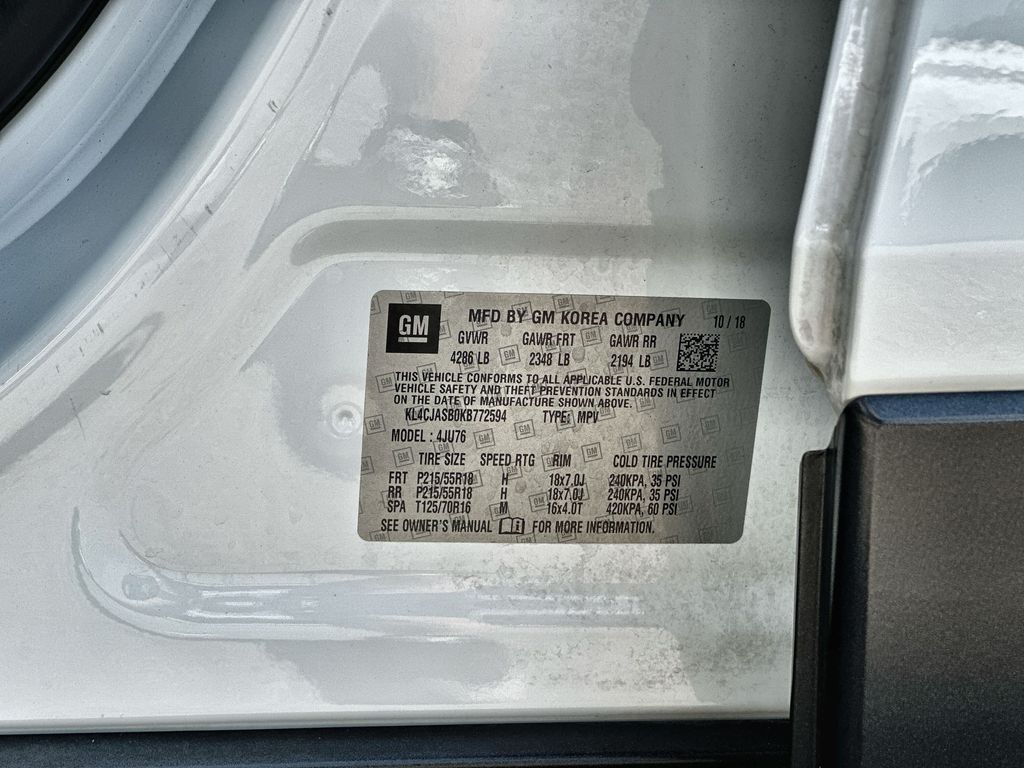 GM MFD BY GM KOREA COMPANY 10 / 18
GVWR GAWR FRT GAWR RR
4286 LB 2348 LB 2194 LB
THIS VEHICLE CONFORMS TO ALL APPLICABLE U.S. FEDERAL MOTOR
VEHICLE SAFETY AND THEFT PREVENTION STANDARDS IN EFFECT
ON THE DATE OF MANUFACTURE SHOWN ABOVE.
KL4CJASB0KB772594 TYPE: MPV
MODEL : 4JU76
TIRE SIZE SPEED RTG RIM COLD TIRE PRESSURE
FRT P215/55R18 H 18x7.0J 240KPA, 35 PSI
RR P215/55R18 H 18x7.0J 240KPA, 35 PSI
SPA T125/70R16 M 16x4.0T 420KPA, 60 PSI
SEE OWNER'S MANUAL FOR MORE INFORMATION.